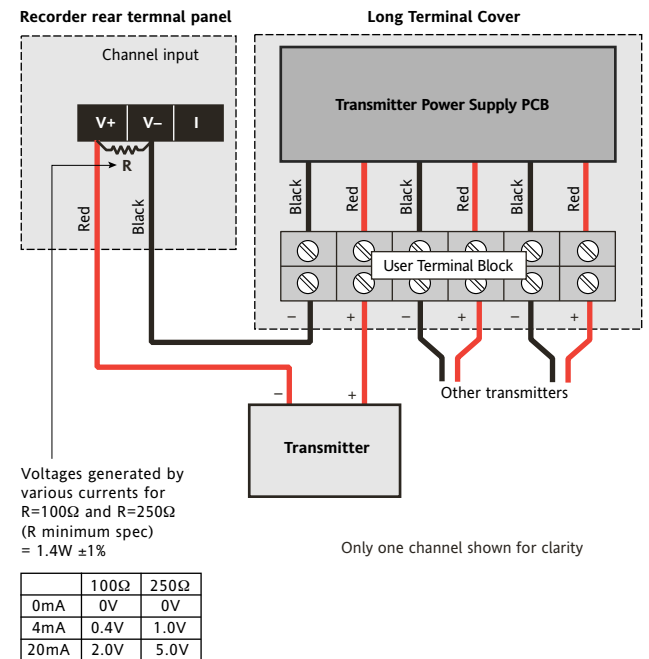 Recorder rear termnal panel
Long Terminal Cover
Channel input
V+ V– I
R
Red
Black
Transmitter Power Supply PCB
Black Red Black Red Black Red
User Terminal Block
– + – + – +
Other transmitters
– +
Transmitter
Voltages generated by
various currents for
R=100Ω and R=250Ω
(R minimum spec)
= 1.4W ±1%
Only one channel shown for clarity
100Ω 250Ω
0mA 0V 0V
4mA 0.4V 1.0V
20mA 2.0V 5.0V